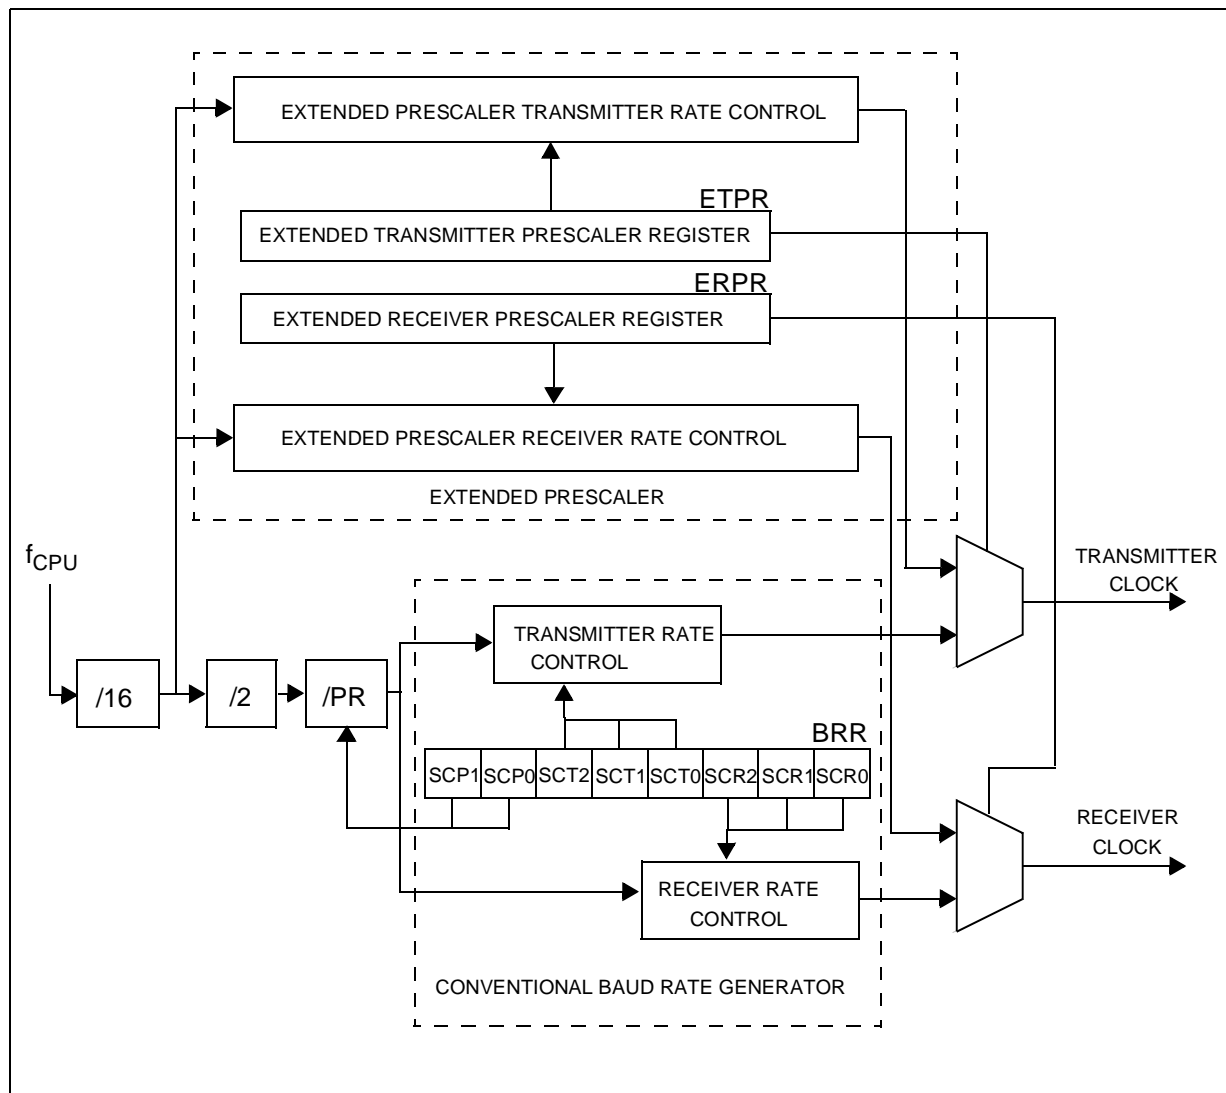 EXTENDED PRESCALER TRANSMITTER RATE CONTROL
ETPR
EXTENDED TRANSMITTER PRESCALER REGISTER
ERPR
EXTENDED RECEIVER PRESCALER REGISTER
EXTENDED PRESCALER RECEIVER RATE CONTROL
EXTENDED PRESCALER
fCPU
TRANSMITTER
CLOCK
TRANSMITTER RATE
CONTROL
/16
/2
/PR
BRR
SCP1 SCP0 SCT2 SCT1 SCT0 SCR2 SCR1 SCR0
RECEIVER
CLOCK
RECEIVER RATE
CONTROL
CONVENTIONAL BAUD RATE GENERATOR